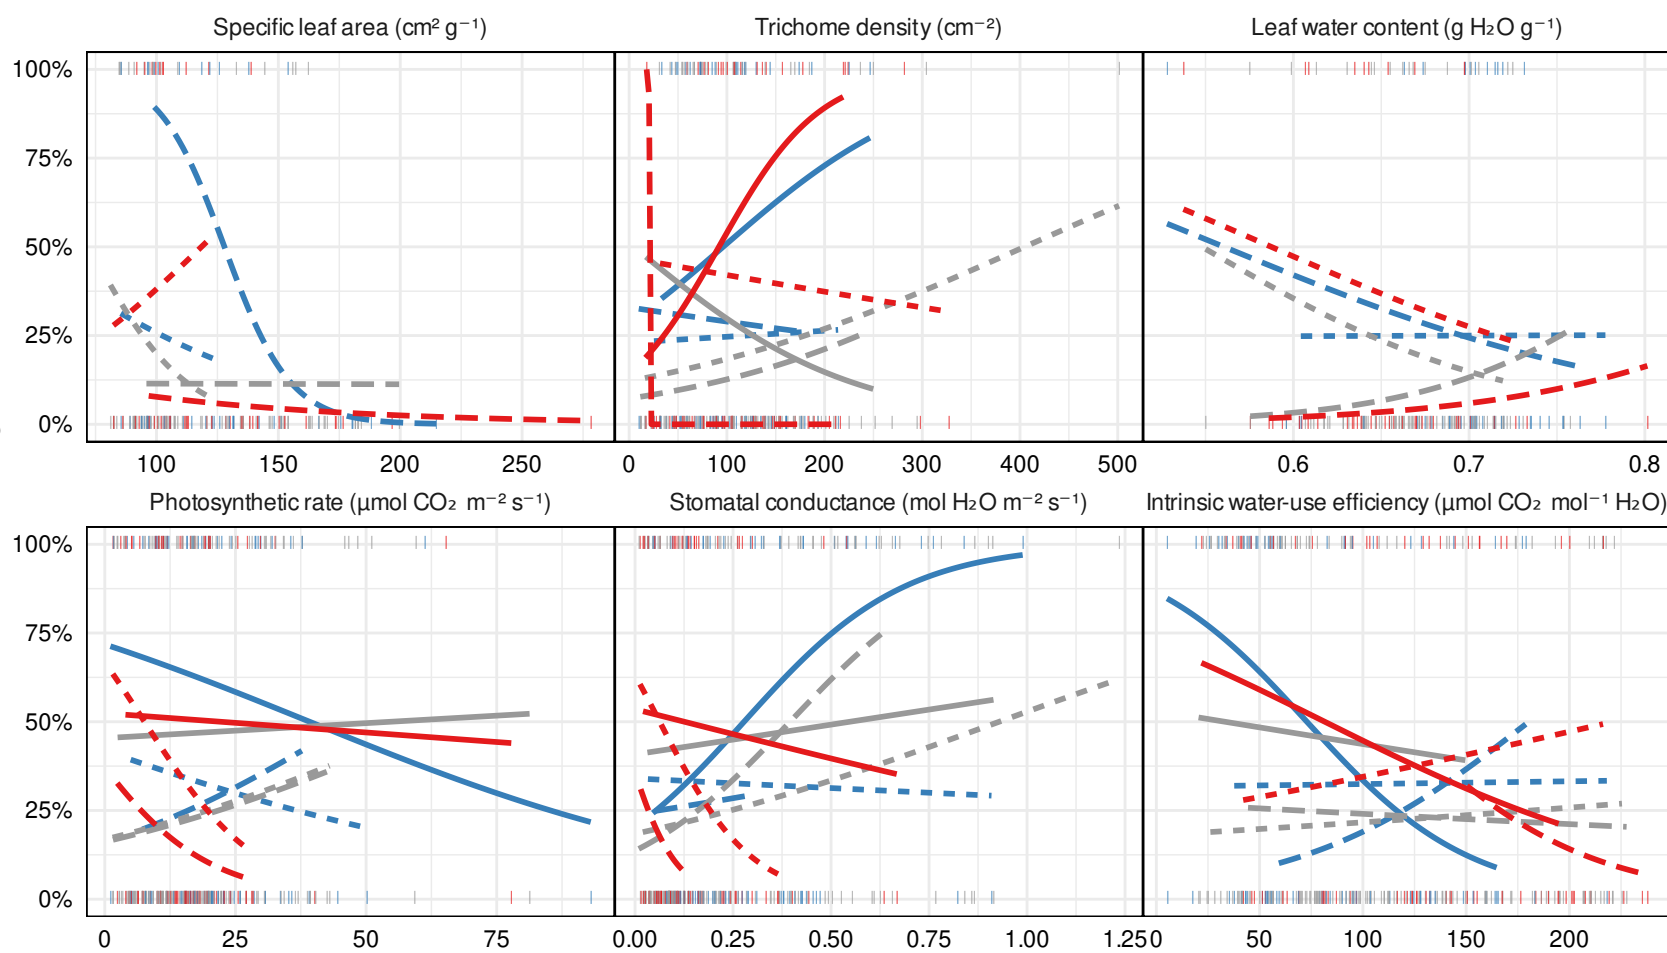 Specific leaf area (cm² g⁻¹) Trichome density (cm⁻²) Leaf water content (g H₂O g⁻¹)
100%
75%
50%
25%
0%
100 150 200 250 0 100 200 300 400 500 0.6 0.7 0.8
Photosynthetic rate (µmol CO₂ m⁻² s⁻¹) Stomatal conductance (mol H₂O m⁻² s⁻¹) Intrinsic water-use efficiency (µmol CO₂ mol⁻¹ H₂O)
100%
75%
50%
25%
0%
0 25 50 75 0.00 0.25 0.50 0.75 1.00 1.25 50 100 150 200